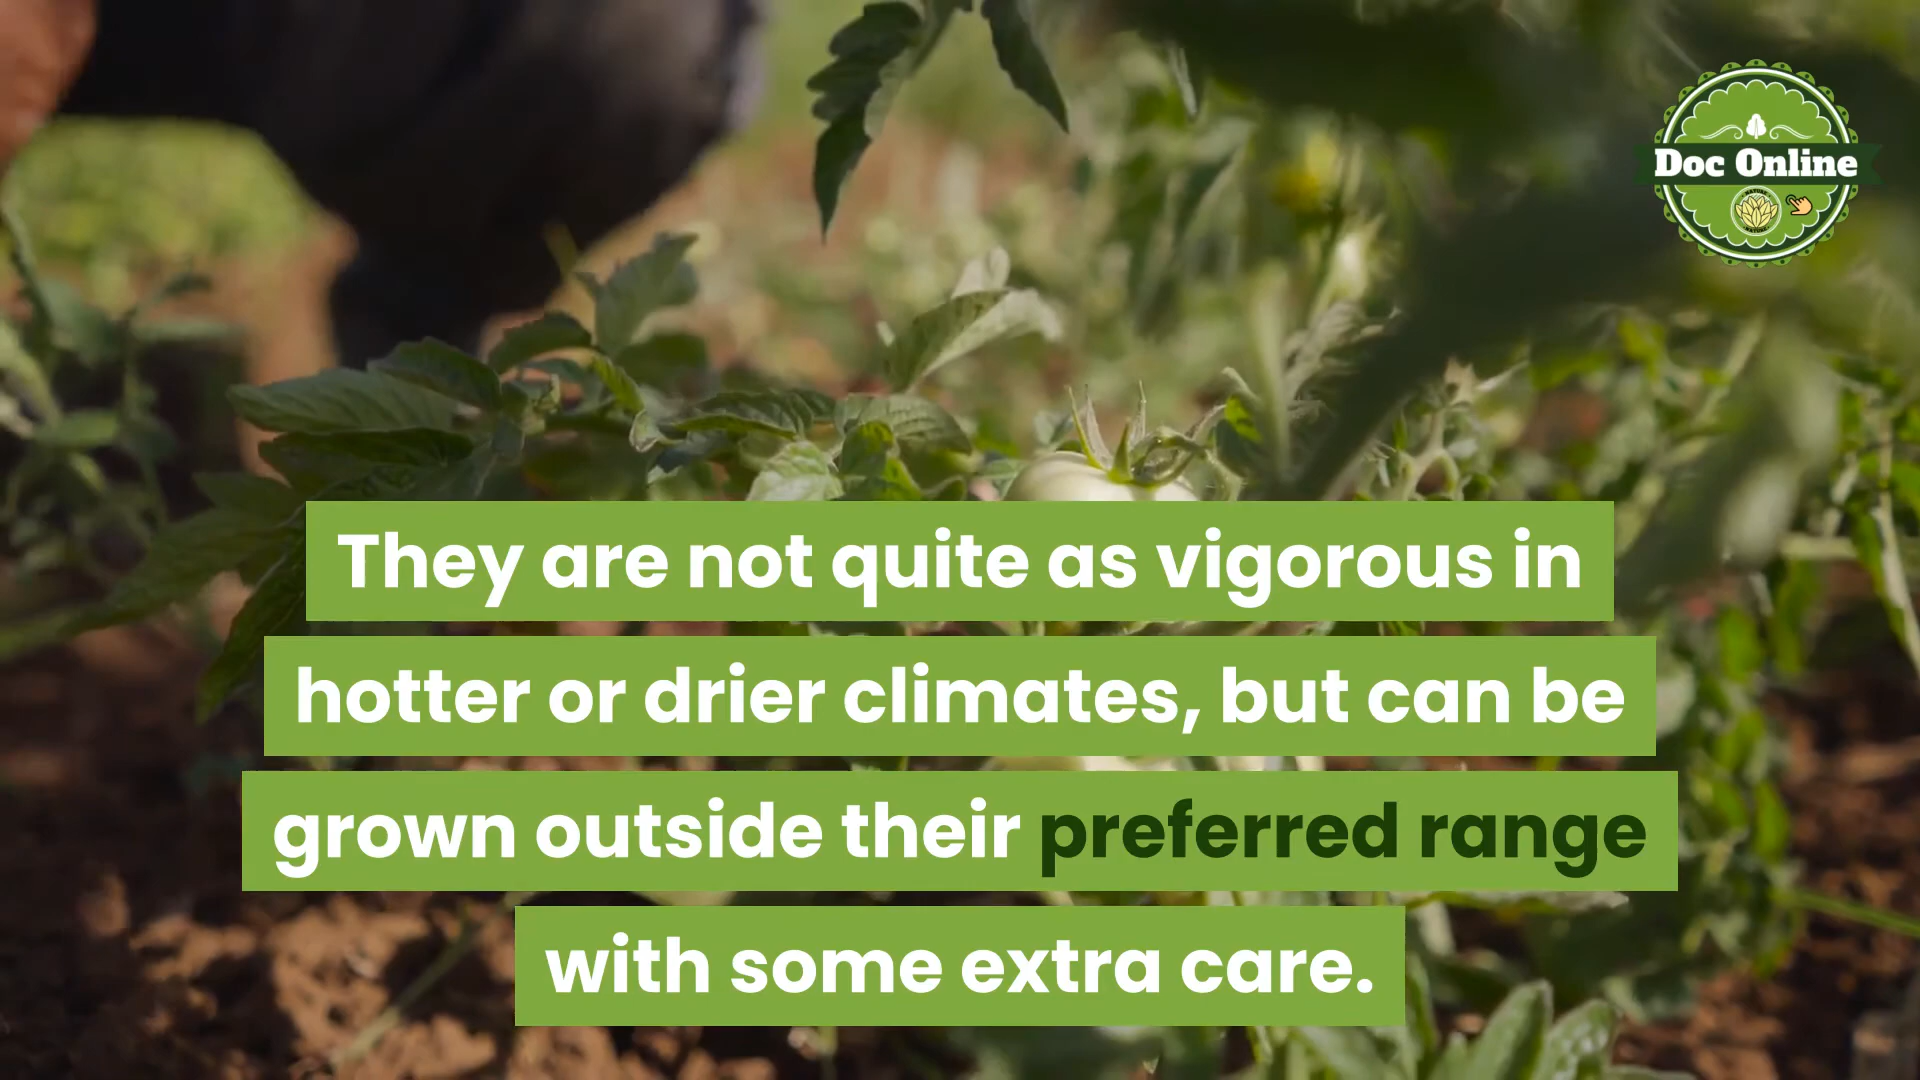 Doc Online
They are not quite as vigorous in
hotter or drier climates, but can be
grown outside their preferred range
with some extra care.